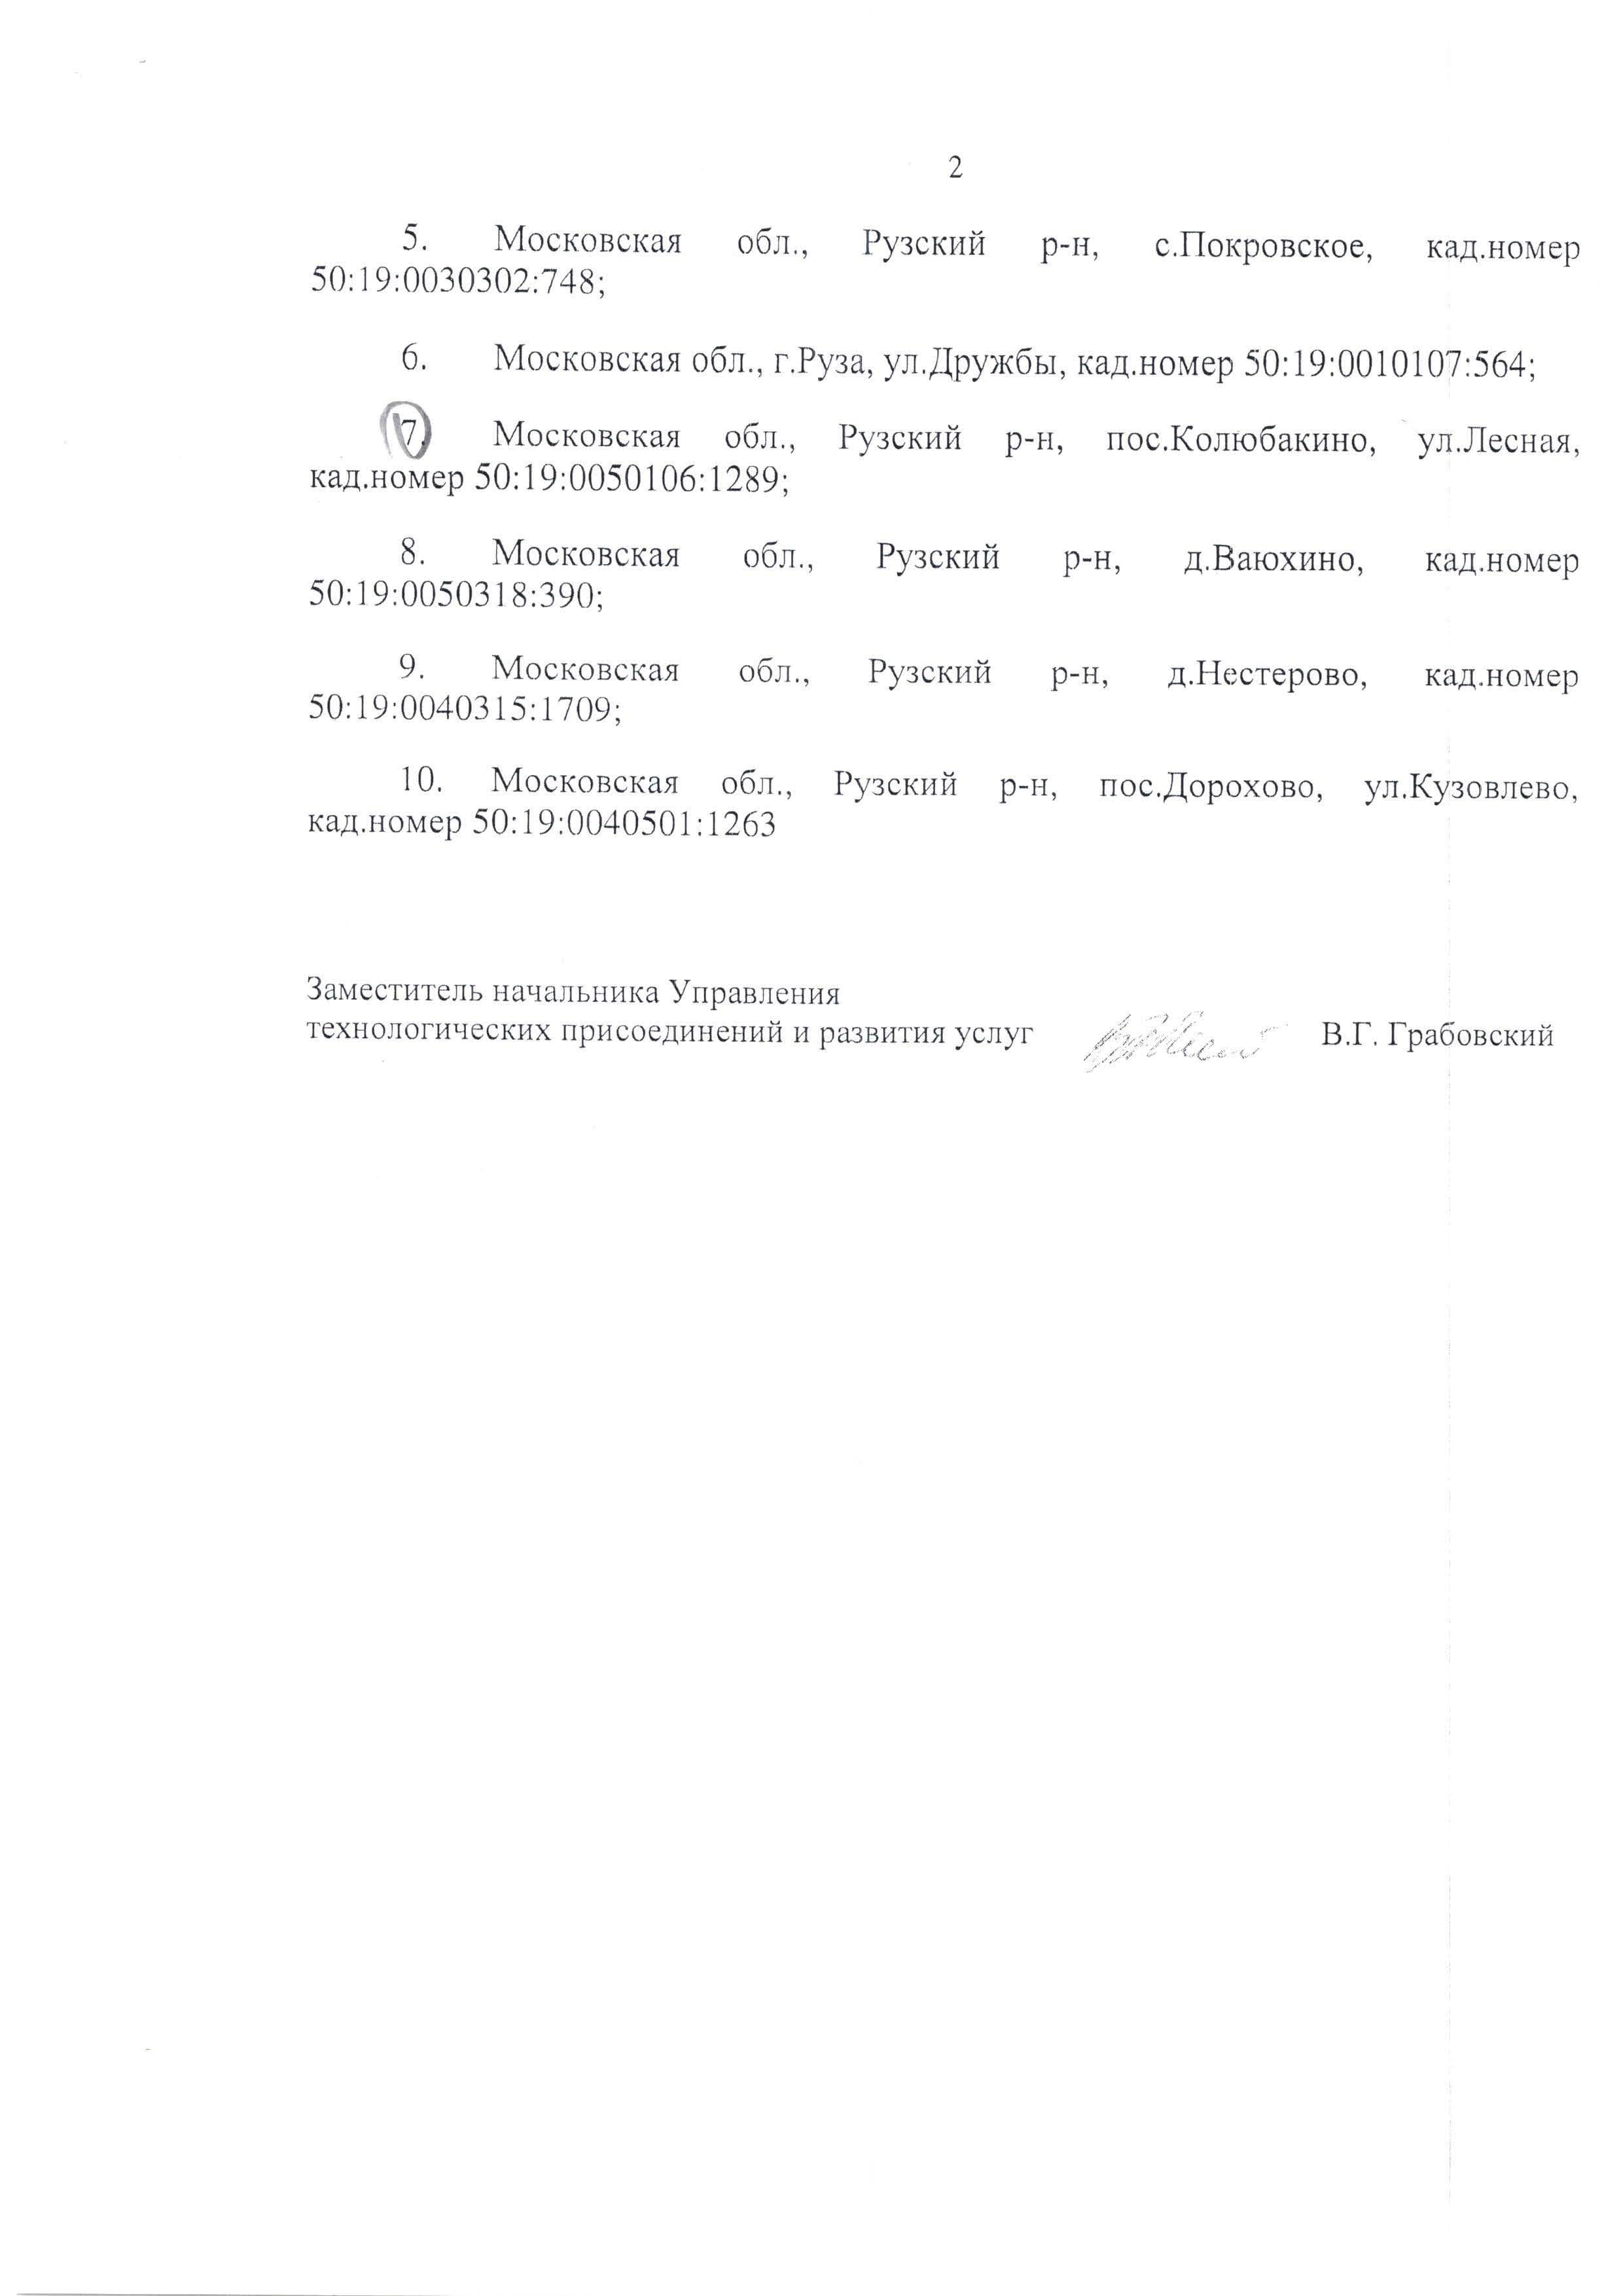 2
5. Московская обл., Рузский р-н, с.Покровское, кад.номер
50:19:0030302:748;
6. Московская обл., г.Руза, ул.Дружбы, кад.номер 50:19:0010107:564;
7. Московская обл., Рузский р-н, пос.Колюбакино, ул.Лесная,
кад.номер 50:19:0050106:1289;
8. Московская обл., Рузский р-н, д.Ваюхино, кад.номер
50:19:0050318:390;
9. Московская обл., Рузский р-н, д.Нестерово, кад.номер
50:19:0040315:1709;
10. Московская обл., Рузский р-н, пос.Дорохово, ул.Кузовлево,
кад.номер 50:19:0040501:1263
Заместитель начальника Управления
технологических присоединений и развития услуг В.Г. Грабовский